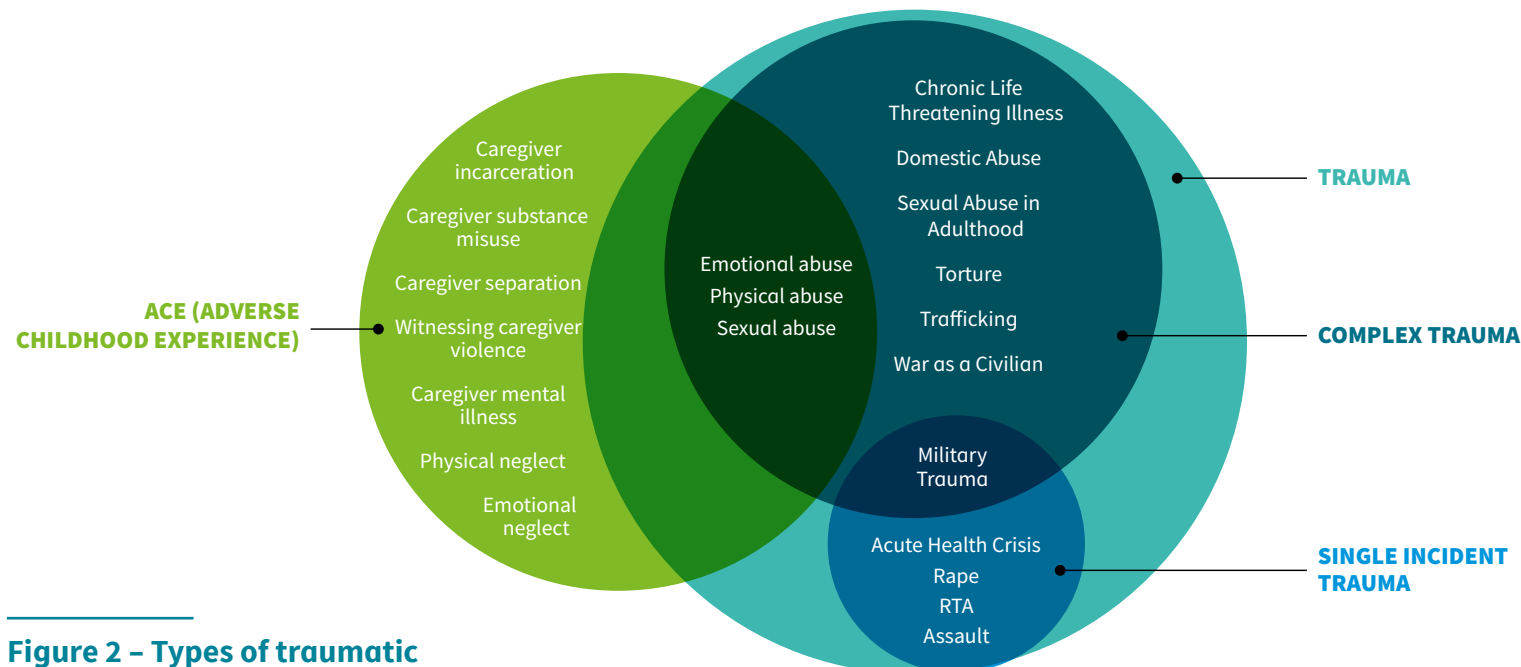 ACE (ADVERSE
CHILDHOOD EXPERIENCE)
Caregiver
incarceration
Caregiver substance
misuse
Caregiver separation
Witnessing caregiver
violence
Caregiver mental
illness
Physical neglect
Emotional
neglect
Emotional abuse
Physical abuse
Sexual abuse
Chronic Life
Threatening Illness
Domestic Abuse
Sexual Abuse in
Adulthood
Torture
Trafficking
War as a Civilian
Military
Trauma
Acute Health Crisis
Rape
RTA
Assault
TRAUMA
COMPLEX TRAUMA
SINGLE INCIDENT
TRAUMA
Figure 2 – Types of traumatic